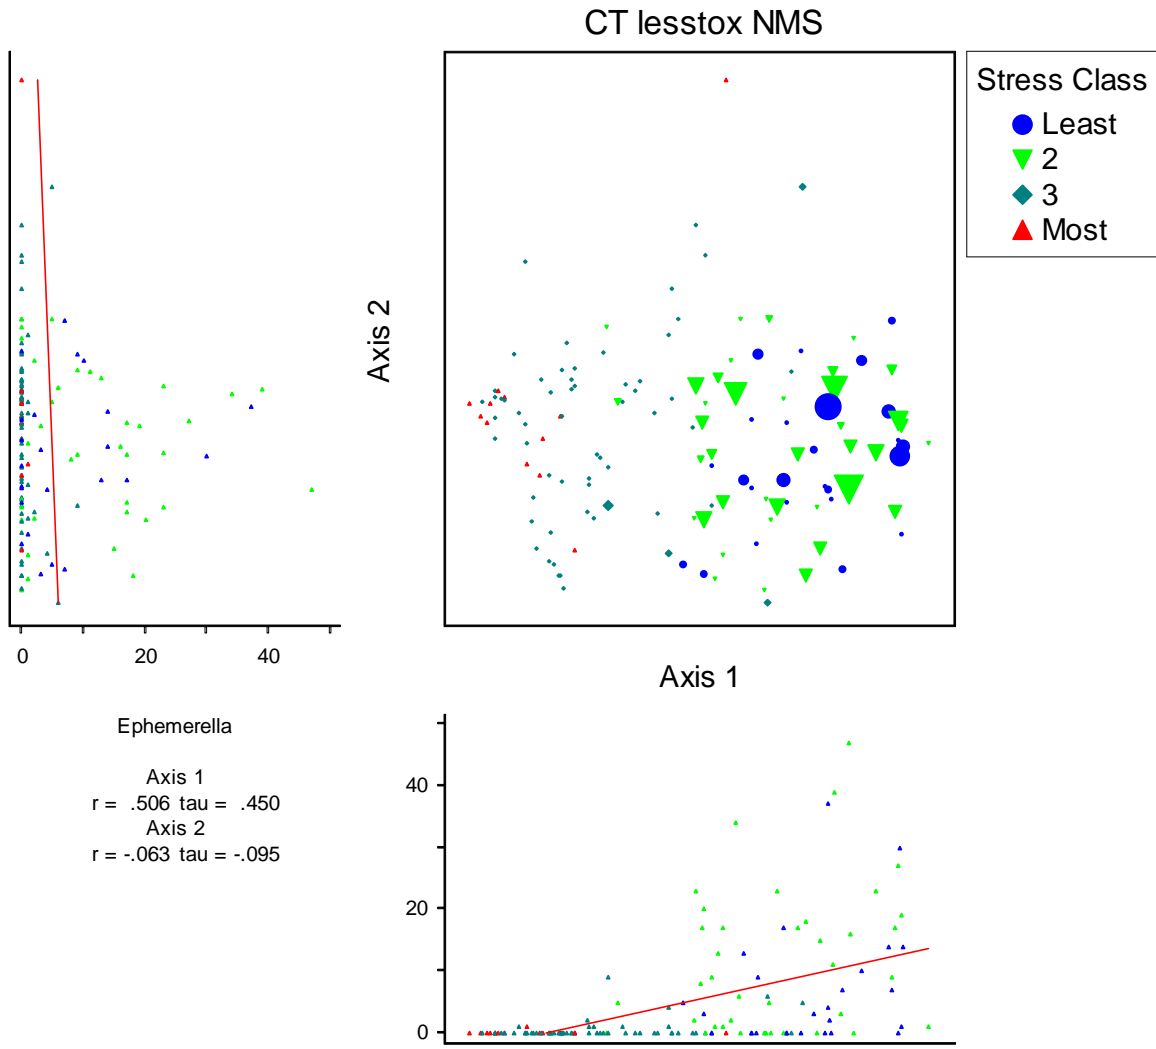 CT lesstox NMS
Stress Class
Least
2
3
Most
Axis 2
0
20
40
Axis 1
Ephemerella
Axis 1
r = .506 tau = .450
Axis 2
r = -.063 tau = -.095
40
20
0